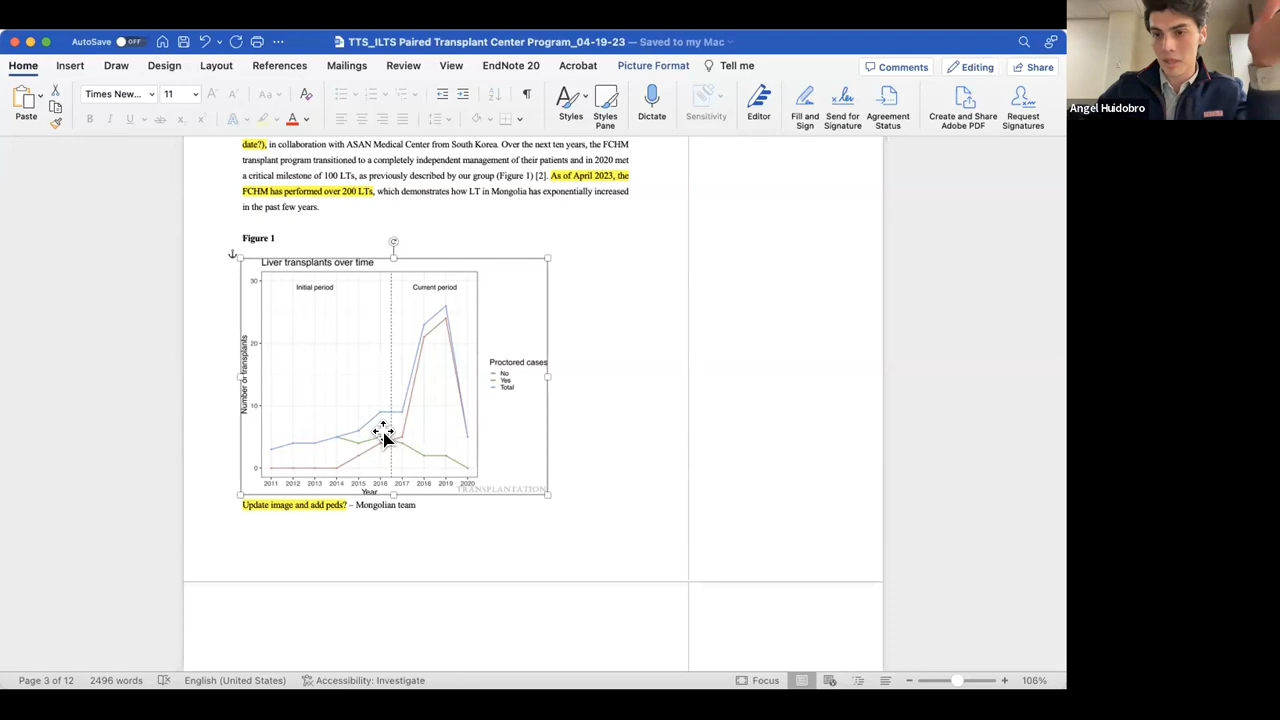 AutoSave OFF
TTS_ILTS Paired Transplant Center Program_04-19-23 — Saved to my Mac
Angel Huidobro
Home Insert Draw Design Layout References Mailings Review View EndNote 20 Acrobat Picture Format Tell me Comments Editing Share
Paste Times New... 11 Styles Styles Pane Dictate Sensitivity Editor Fill and Sign Send for Signature Agreement Status Create and Share Adobe PDF Request Signatures
date?), in collaboration with ASAN Medical Center from South Korea. Over the next ten years, the FCHM
transplant program transitioned to a completely independent management of their patients and in 2020 met
a critical milestone of 100 LTs, as previously described by our group (Figure 1) [2]. As of April 2023, the
FCHM has performed over 200 LTs, which demonstrates how LT in Mongolia has exponentially increased
in the past few years.
Figure 1
Liver transplants over time
Initial period Current period
30
20
10
0
Number of transplants
2011 2012 2013 2014 2015 2016 2017 2018 2019 2020
Year
Proctored cases
No
Yes
Total
TRANSPLANTATION
Update image and add peds? – Mongolian team
Page 3 of 12 2496 words English (United States) Accessibility: Investigate Focus 106%